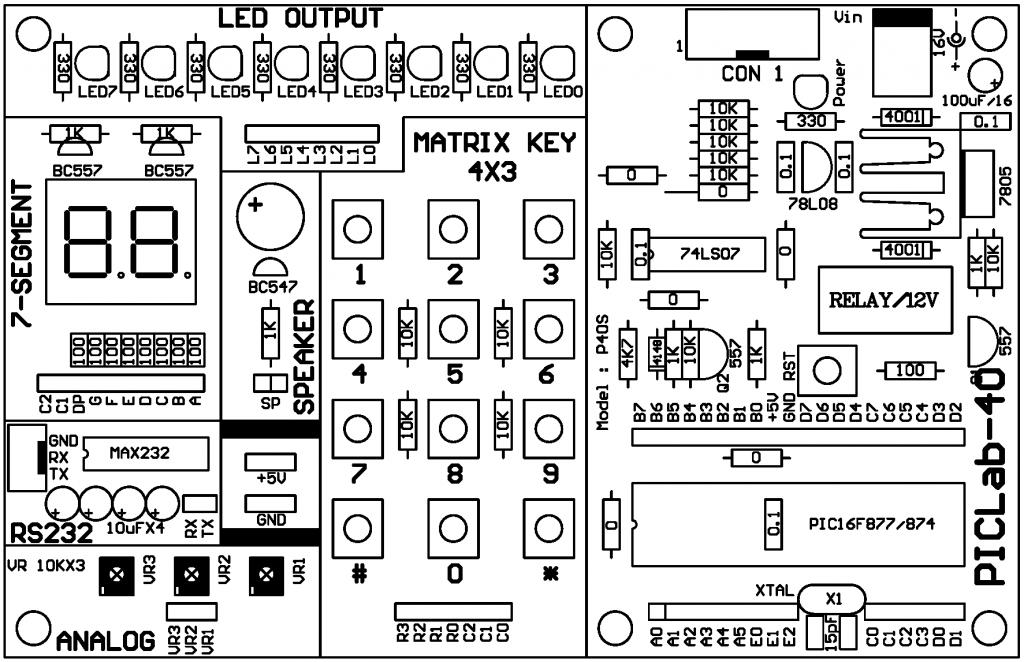 LED OUTPUT
330 LED7 330 LED6 330 LED5 330 LED4 330 LED3 330 LED2 330 LED1 330 LED0
L7 L6 L5 L4 L3 L2 L1 L0
1K 1K
BC557 BC557
7-SEGMENT
100 100 100 100 100 100 100 100
C2 C1 DP G F E D C B A
+
BC547
1K
SP
SPEAKER
MATRIX KEY
4X3
1 2 3
10K 10K
4 5 6
10K 10K
7 8 9
# 0 *
R3 R2 R1 R0 C2 C1 C0
GND
RX
TX
MAX232
+ + + +
10uFX4
RX
TX
RS232
+5V
GND
VR 10KX3
VR3 VR2 VR1
VR3
VR2
VR1
ANALOG
1
CON 1
Vin
16V
- +
Power
+
100uF/16
330
4001
0.1
10K
10K
10K
10K
10K
0
0
0.1
0.1
78L08
7805
10K
0.1
74LS07
0
4001
1K
10K
0
RELAY/12V
Model : P40S
4K7
4148
1K
10K
557
Q2
1K
RST
100
557
B7 B6 B5 B4 B3 B2 B1 B0 +5V GND D7 D6 D5 D4 C7 C6 C5 C4 D3 D2
0
0
0.1
PIC16F877/874
PICLab-40
XTAL
X1
15pF
A0 A1 A2 A3 A4 A5 E0 E1 E2 C0 C1 C2 C3 D0 D1